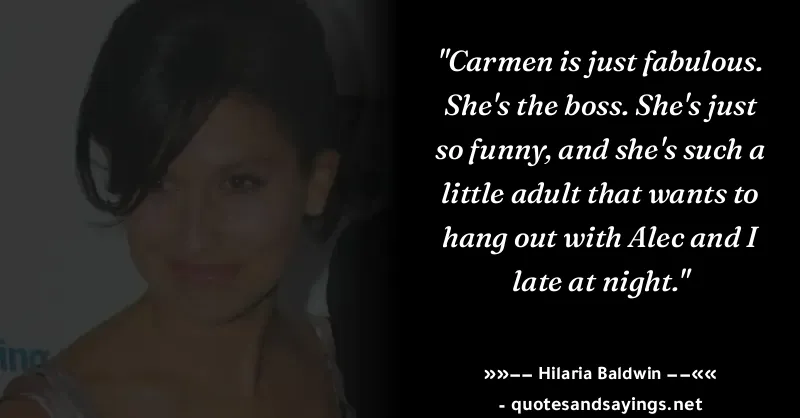 "Carmen is just fabulous.
She's the boss. She's just
so funny, and she's such a
little adult that wants to
hang out with Alec and I
late at night."
»»–– Hilaria Baldwin ––««
- quotesandsayings.net
ing